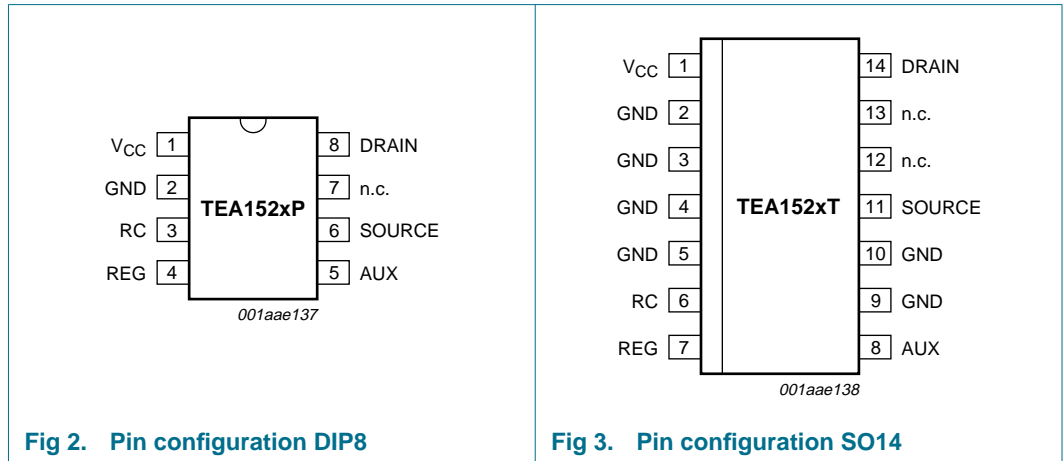 VCC 1
8 DRAIN
GND 2
7 n.c.
TEA152xP
RC 3
6 SOURCE
REG 4
5 AUX
001aae137
Fig 2. Pin configuration DIP8
VCC 1
14 DRAIN
GND 2
13 n.c.
GND 3
12 n.c.
GND 4
TEA152xT
11 SOURCE
GND 5
10 GND
RC 6
9 GND
REG 7
8 AUX
001aae138
Fig 3. Pin configuration SO14